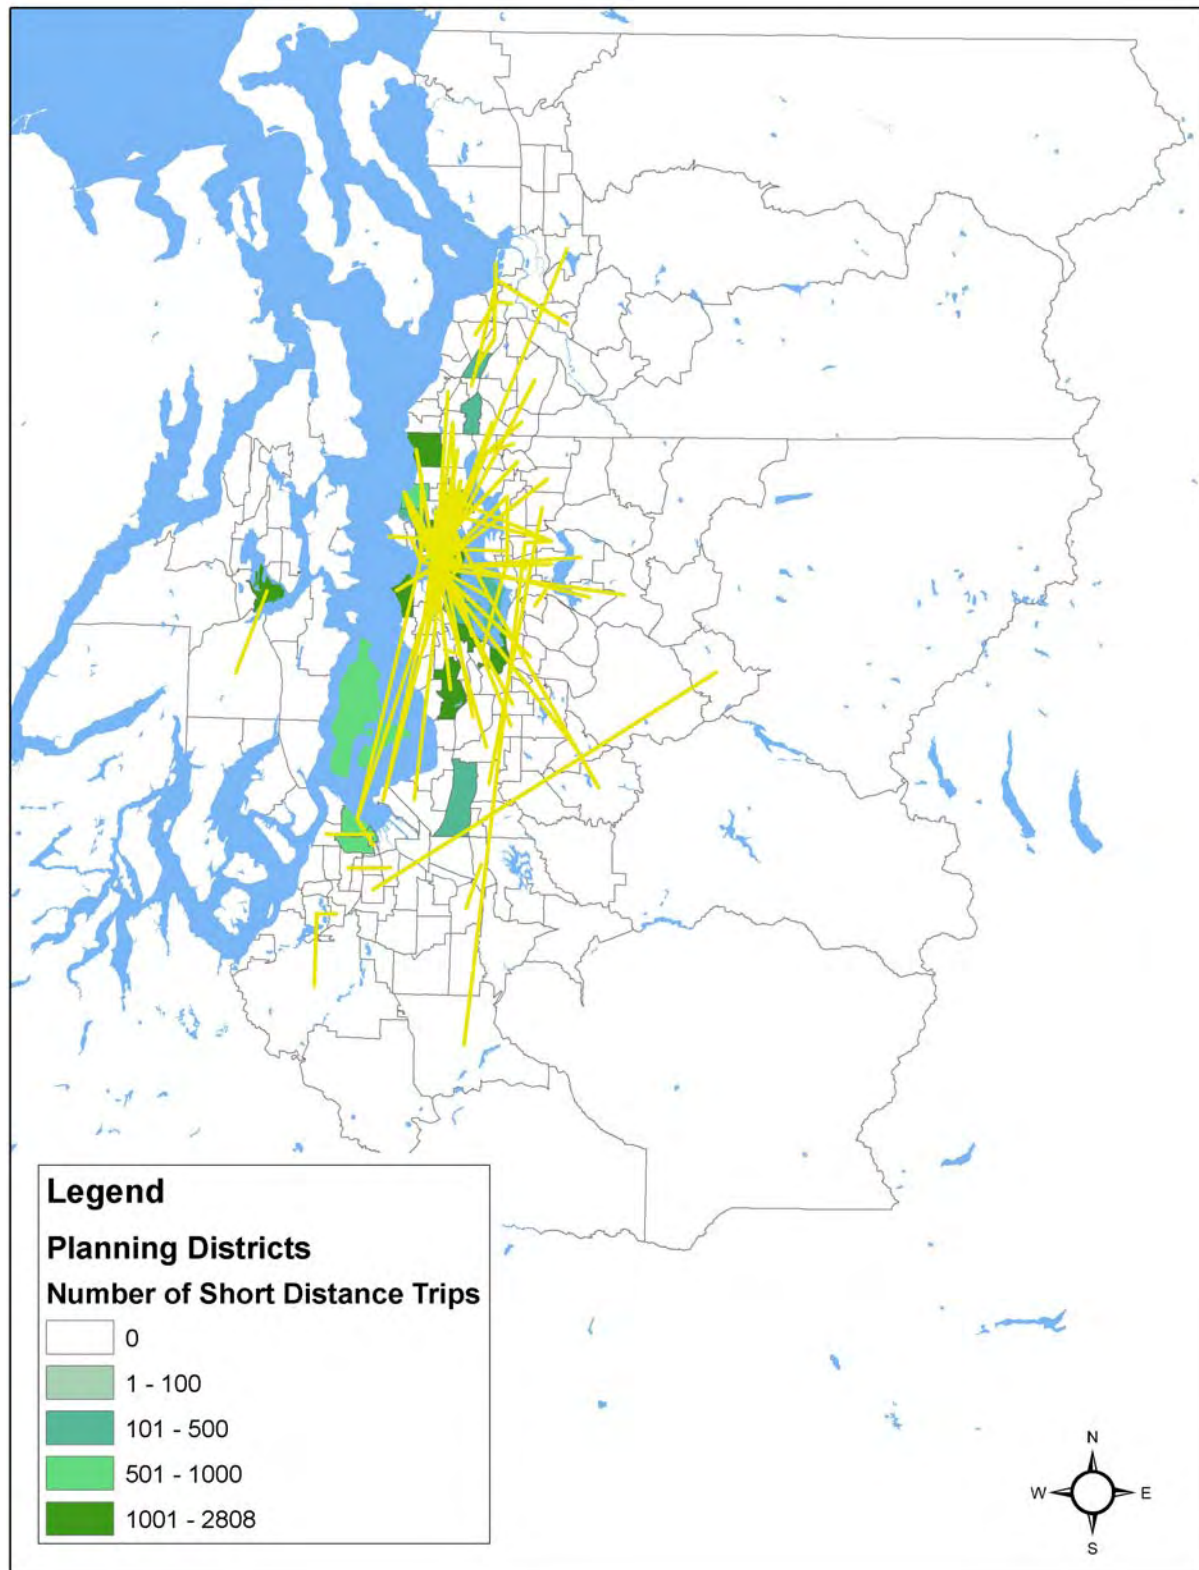 Legend
Planning Districts
Number of Short Distance Trips
0
1 - 100
101 - 500
501 - 1000
1001 - 2808
N
W E
S